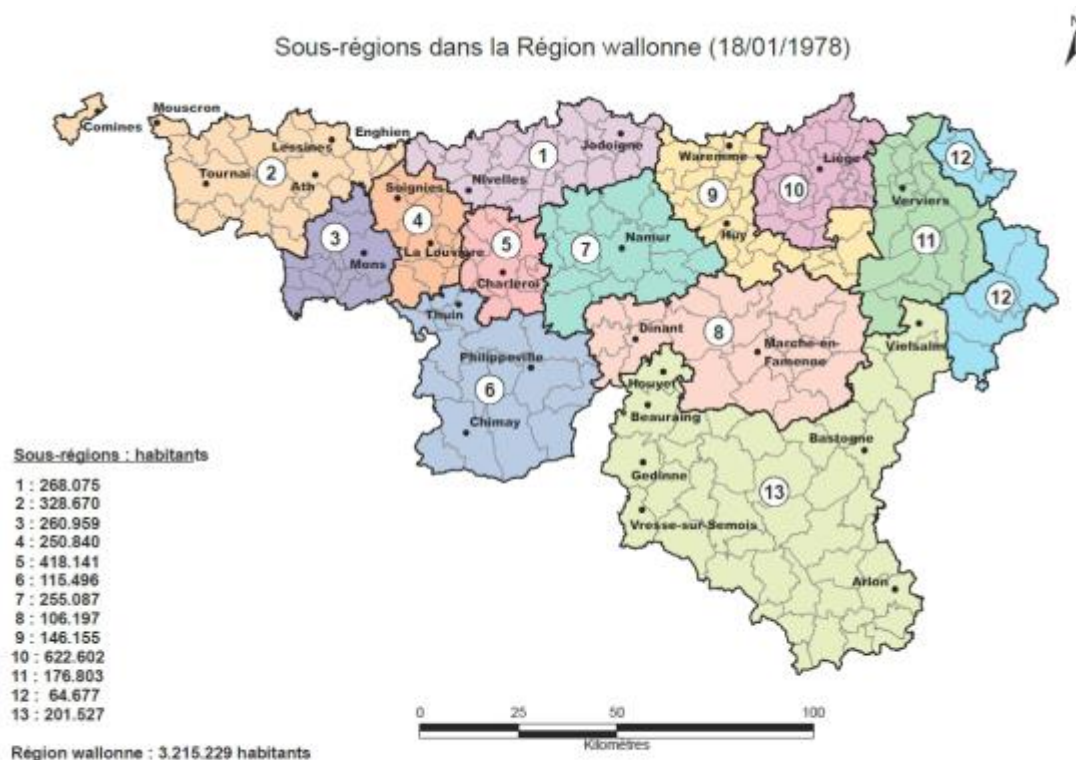 N
Sous-régions dans la Région wallonne (18/01/1978)
Mouscron
Comines
Enghien
Lessines
Jodoigne
1
12
Waremme
Liège
2
Tournai
Ath
Nivelles
Soignies
9
10
Verviers
4
3
5
7
Namur
Huy
11
Mons
La Louvière
Charleroi
12
Thuin
Dinant
8
Vielsalm
Marche-en-
Famenne
Philippeville
Houyet
6
Beauraing
Chimay
Bastogne
Gedinne
13
Vresse-sur-Semois
Arlon
Sous-régions : habitants
1 : 268.075
2 : 328.670
3 : 260.959
4 : 250.840
5 : 418.141
6 : 115.496
7 : 255.087
8 : 106.197
9 : 146.155
10 : 622.602
11 : 176.803
12 : 64.677
13 : 201.527
0 25 50 100
Kilomètres
Région wallonne : 3.215.229 habitants